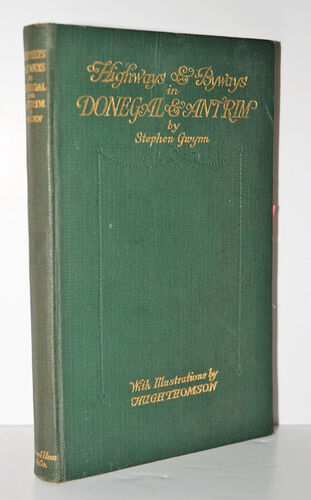 Highways & Byways
in
DONEGAL & ANTRIM
by
Stephen Gwynn
With Illustrations by
HUGH THOMSON